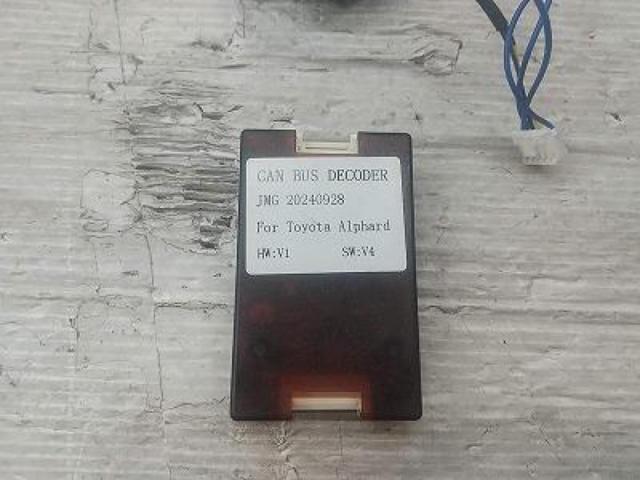 CAN BUS DECODER
JMG 20240928
For Toyota Alphard
HW:V1 SW:V4